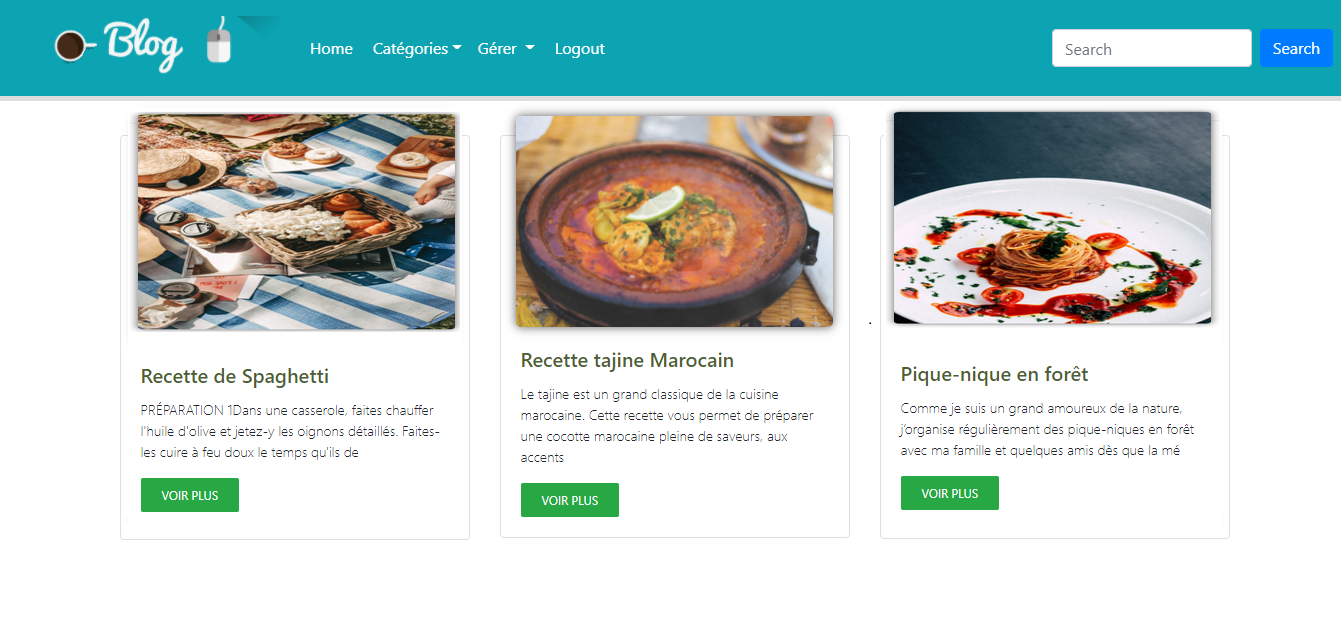 Blog
Home Catégories Gérer Logout
Search
Search
Recette de Spaghetti
PRÉPARATION 1Dans une casserole, faites chauffer
l'huile d'olive et jetez-y les oignons détaillés. Faites-
les cuire à feu doux le temps qu'ils de
VOIR PLUS
Recette tajine Marocain
Le tajine est un grand classique de la cuisine
marocaine. Cette recette vous permet de préparer
une cocotte marocaine pleine de saveurs, aux
accents
VOIR PLUS
.
Pique-nique en forêt
Comme je suis un grand amoureux de la nature,
j’organise régulièrement des pique-niques en forêt
avec ma famille et quelques amis dès que la mé
VOIR PLUS